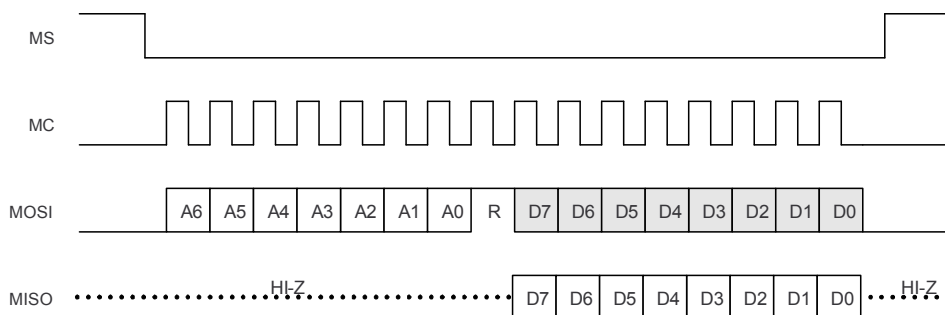 MS
MC
MOSI A6 A5 A4 A3 A2 A1 A0 R D7 D6 D5 D4 D3 D2 D1 D0
MISO HI-Z D7 D6 D5 D4 D3 D2 D1 D0 HI-Z